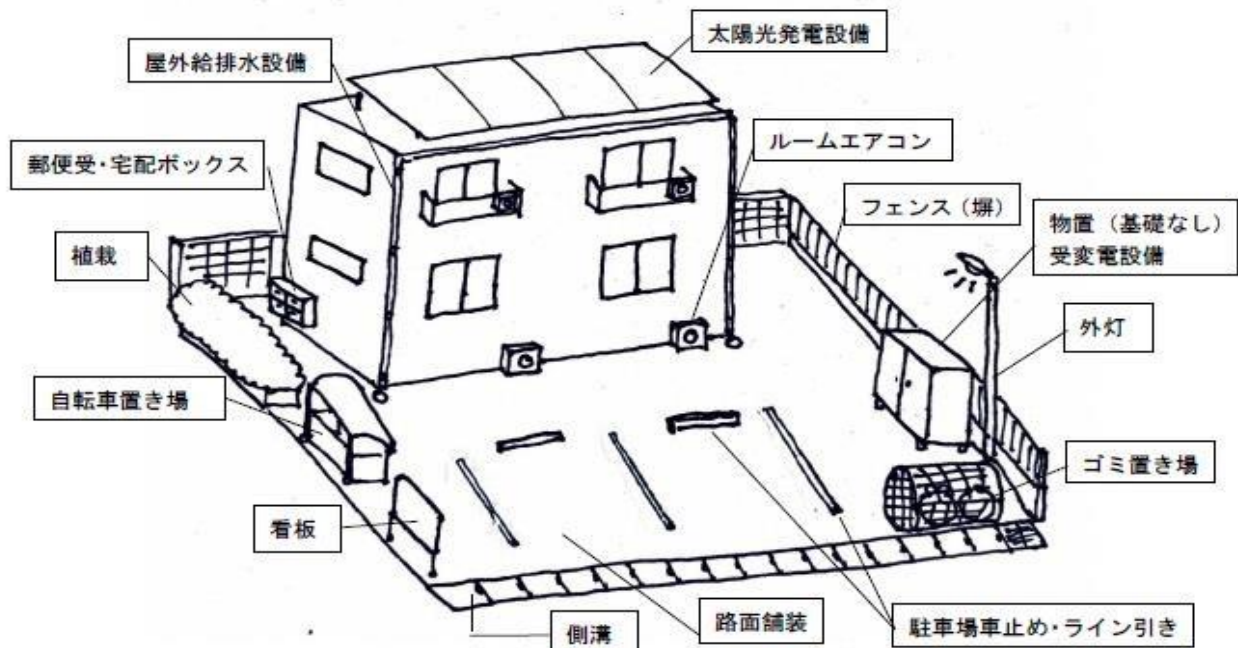 太陽光発電設備
屋外給排水設備
ルームエアコン
郵便受・宅配ボックス
フェンス（塀）
物置（基礎なし）
受変電設備
植栽
外灯
自転車置き場
ゴミ置き場
看板
側溝
路面舗装
駐車場車止め・ライン引き